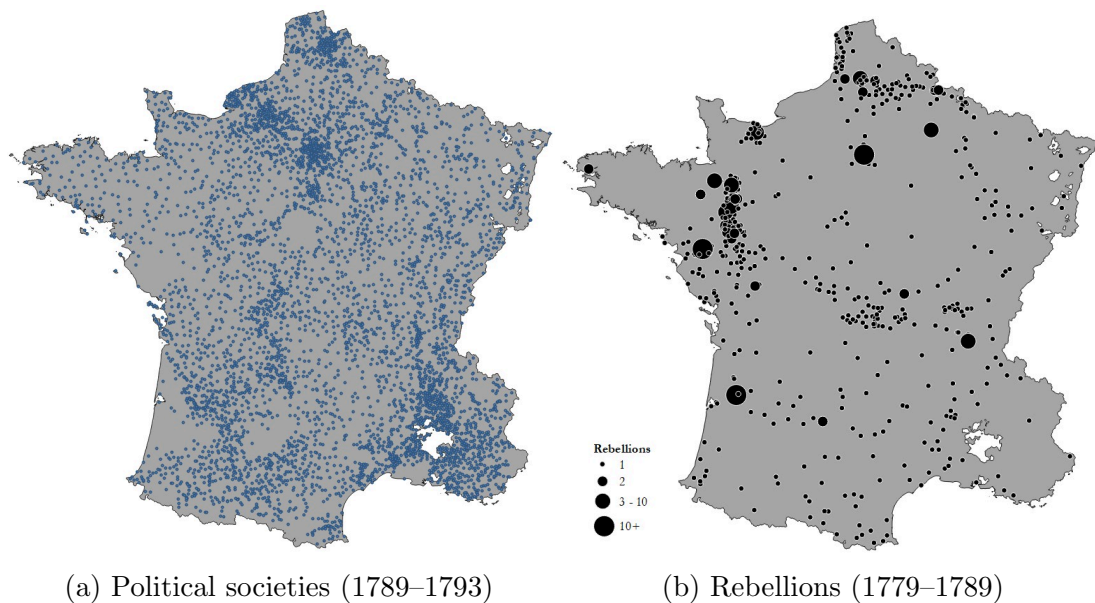 Rebellions
1
2
3 - 10
10+
(a) Political societies (1789–1793)
(b) Rebellions (1779–1789)